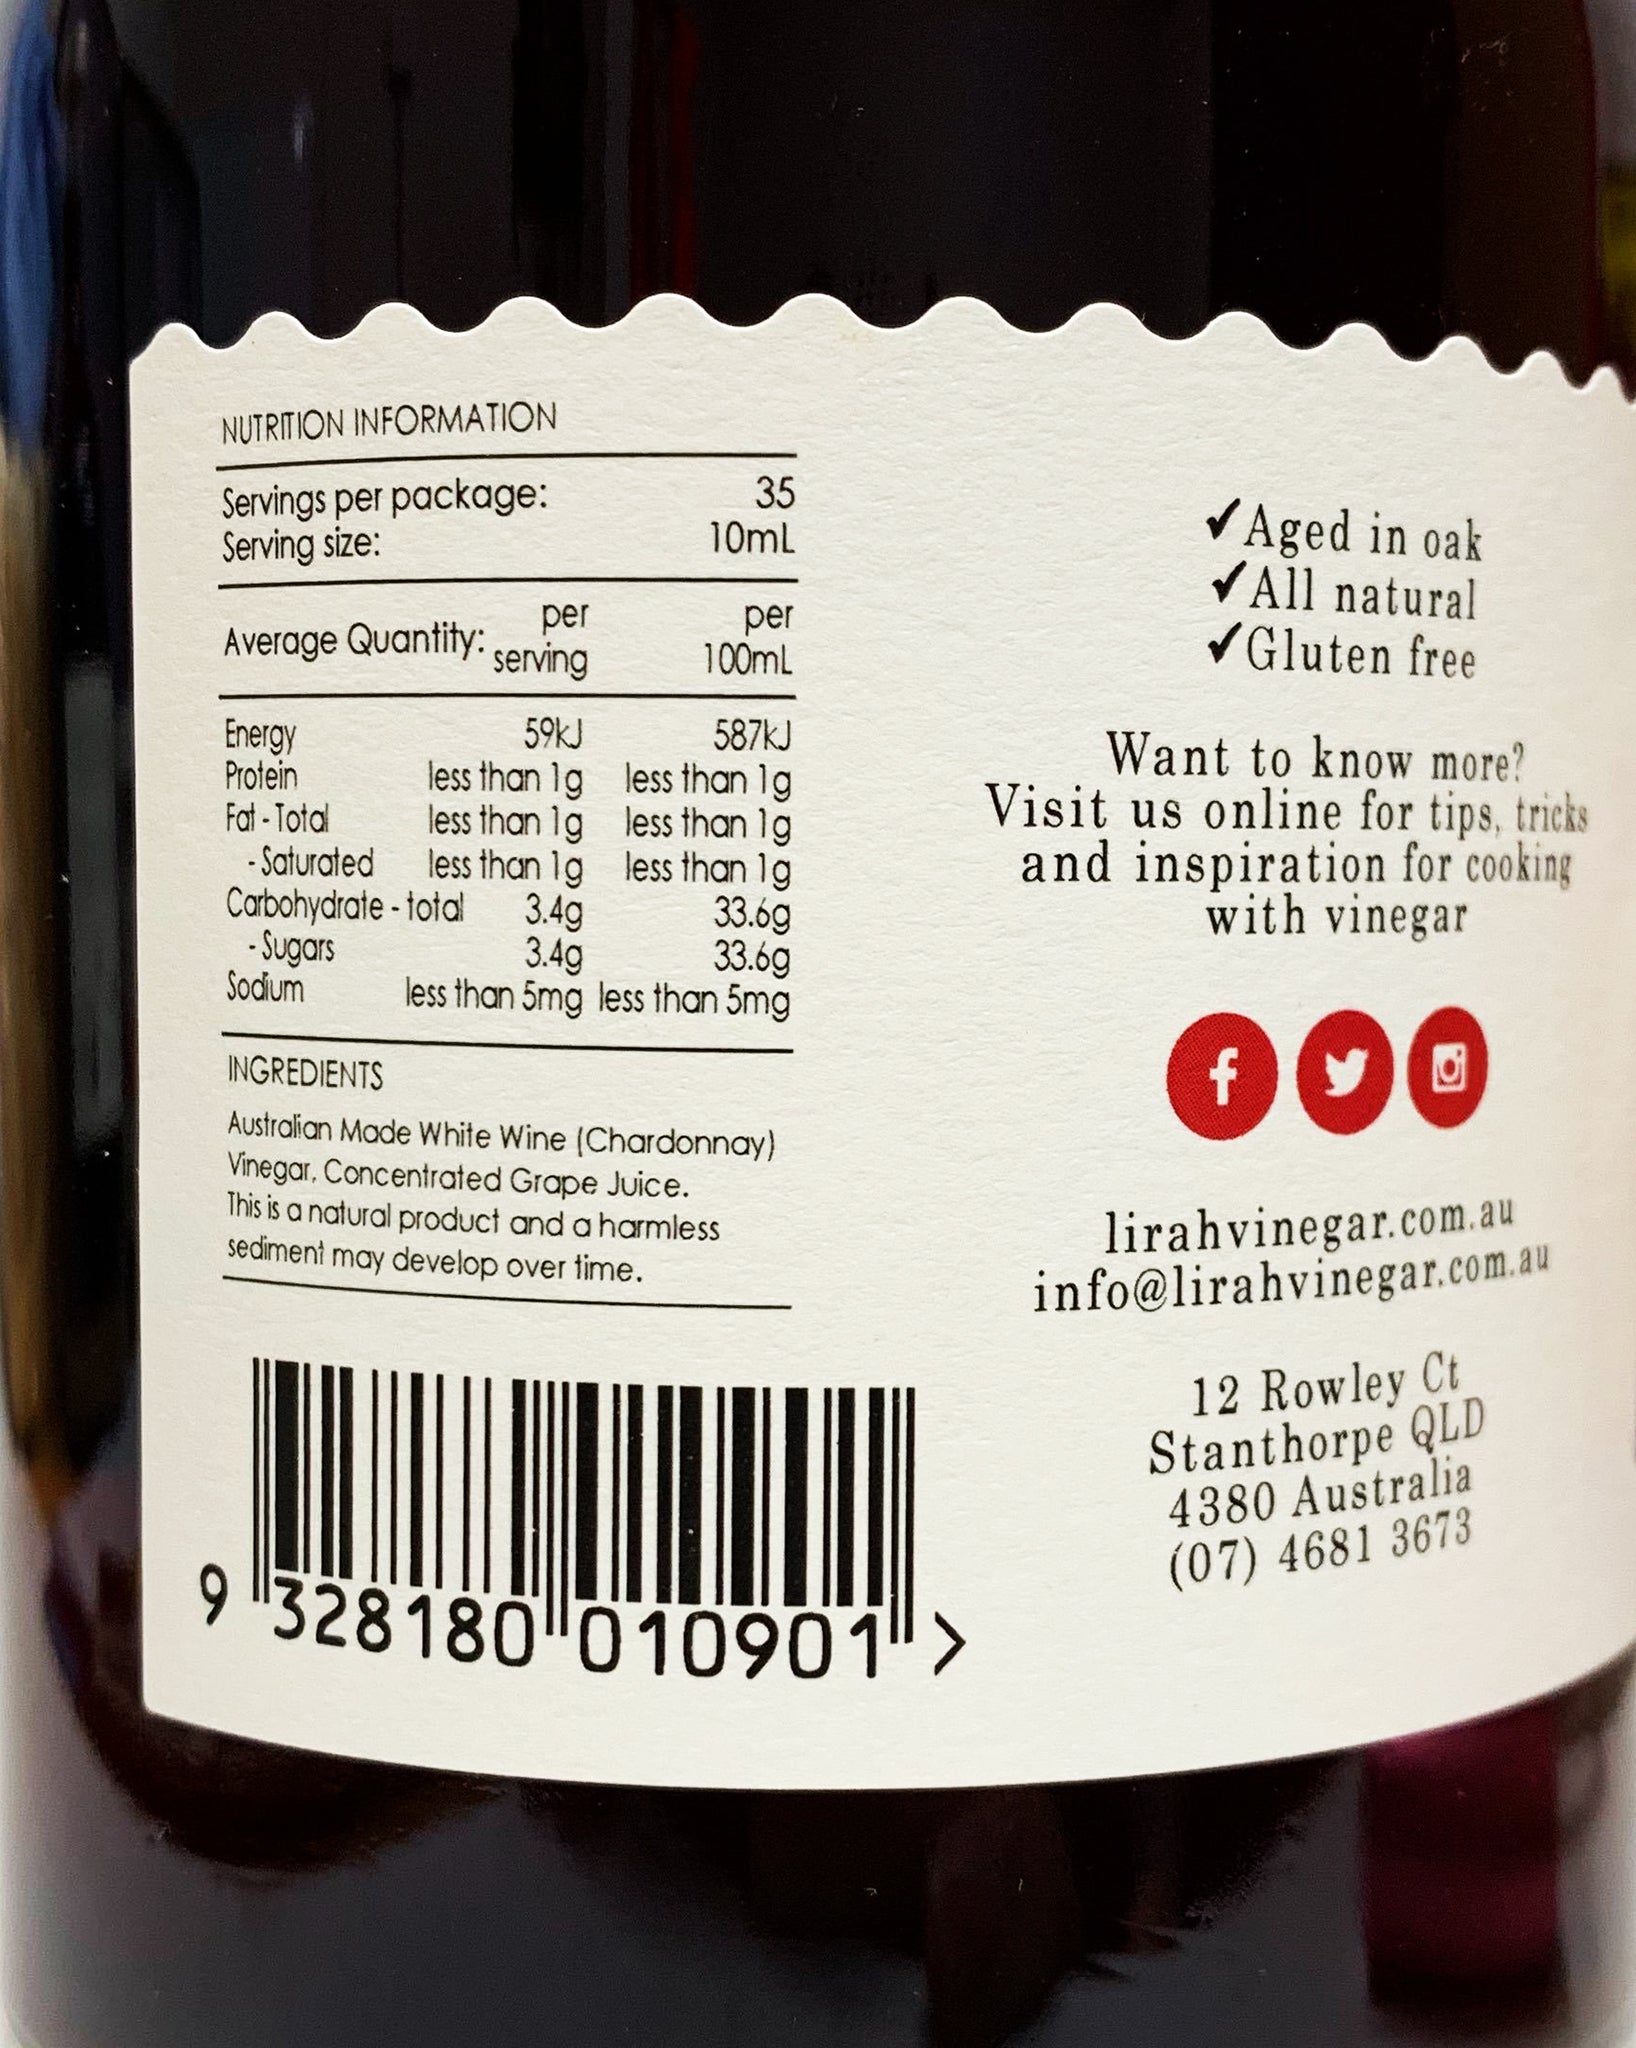 NUTRITION INFORMATION
Servings per package: 35
Serving size: 10mL
Average Quantity: per serving per 100mL
Energy 59kJ 587kJ
Protein less than 1g less than 1g
Fat - Total less than 1g less than 1g
- Saturated less than 1g less than 1g
Carbohydrate - total 3.4g 33.6g
- Sugars 3.4g 33.6g
Sodium less than 5mg less than 5mg
INGREDIENTS
Australian Made White Wine (Chardonnay)
Vinegar, Concentrated Grape Juice.
This is a natural product and a harmless
sediment may develop over time.
9 328180 010901 >
✓Aged in oak
✓All natural
✓Gluten free
Want to know more?
Visit us online for tips, tricks
and inspiration for cooking
with vinegar
lirahvinegar.com.au
info@lirahvinegar.com.au
12 Rowley Ct
Stanthorpe QLD
4380 Australia
(07) 4681 3673